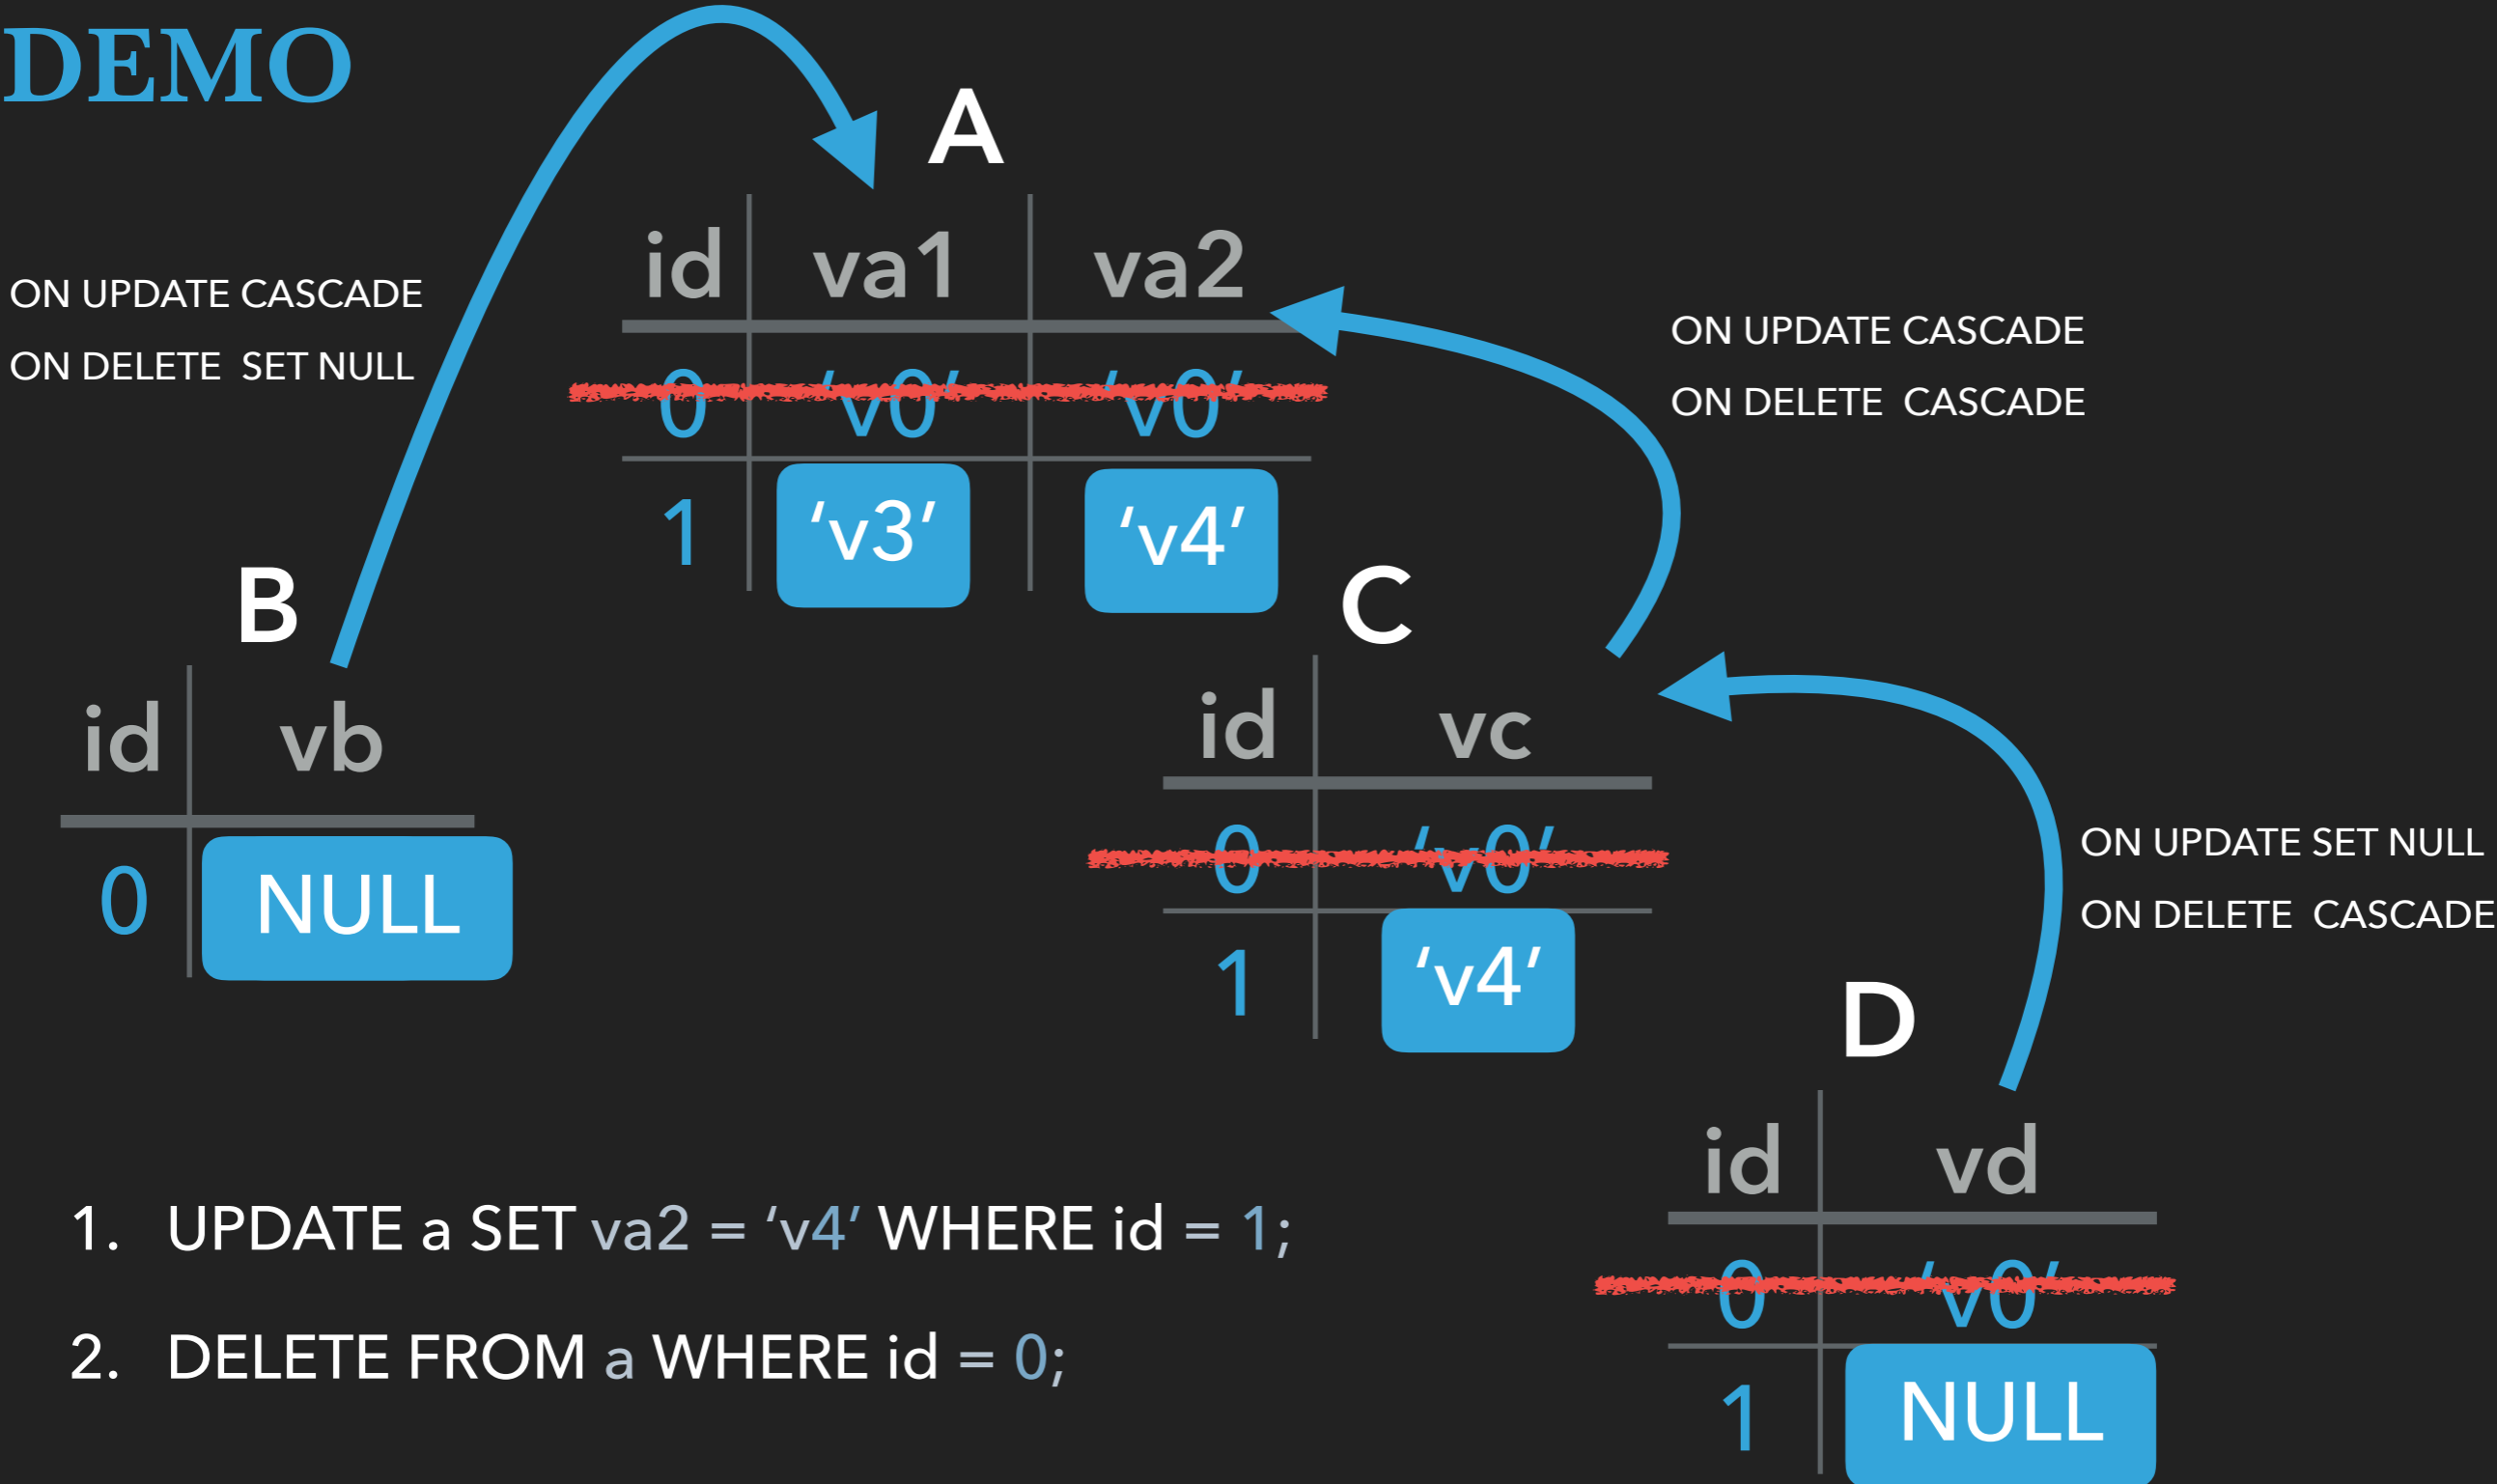 DEMO
A
id va1 va2
ON UPDATE CASCADE
ON DELETE SET NULL
ON UPDATE CASCADE
ON DELETE CASCADE
0 ‘v0’ ‘v0’
1 ‘v3’ ‘v4’
B
id vb
0 NULL
C
id vc
0 ‘v0’
1 ‘v4’
ON UPDATE SET NULL
ON DELETE CASCADE
D
id vd
0 ‘v0’
1 NULL
1. UPDATE a SET va2 = ‘v4’ WHERE id = 1;
2. DELETE FROM a WHERE id = 0;